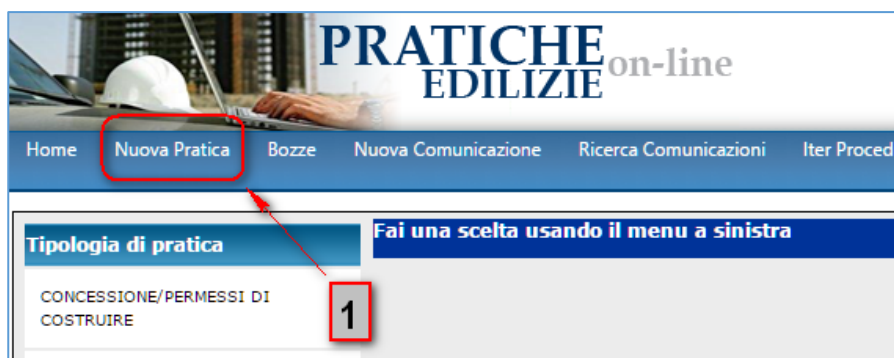 PRATICHE
EDILIZIE on-line
Home Nuova Pratica Bozze Nuova Comunicazione Ricerca Comunicazioni Iter Proced
Tipologia di pratica
Fai una scelta usando il menu a sinistra
CONCESSIONE/PERMESSI DI
COSTRUIRE
1